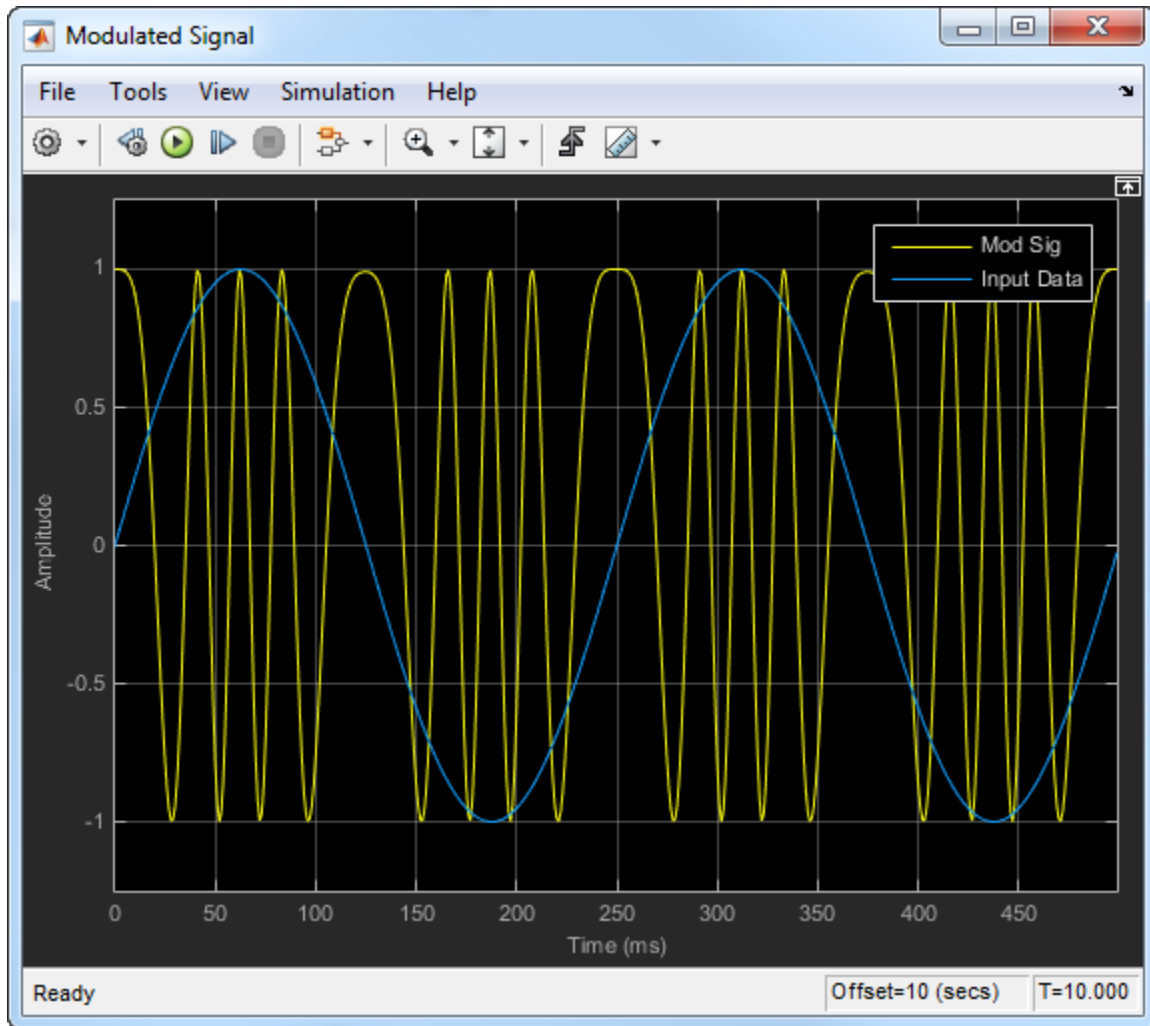 Modulated Signal
File Tools View Simulation Help
Mod Sig
Input Data
1
0.5
0
-0.5
-1
Amplitude
0 50 100 150 200 250 300 350 400 450
Time (ms)
Ready Offset=10 (secs) T=10.000